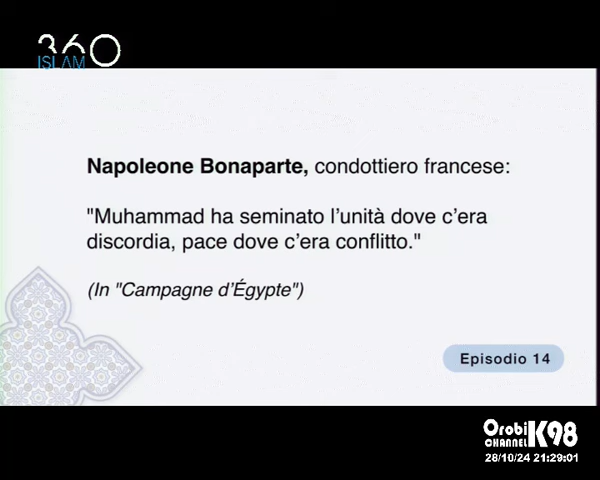 360
ISLAM
Napoleone Bonaparte, condottiero francese:
"Muhammad ha seminato l'unità dove c'era
discordia, pace dove c'era conflitto."
(In "Campagne d'Égypte")
Episodio 14
Orobi
CHANNEL K98
28/10/24 21:29:01